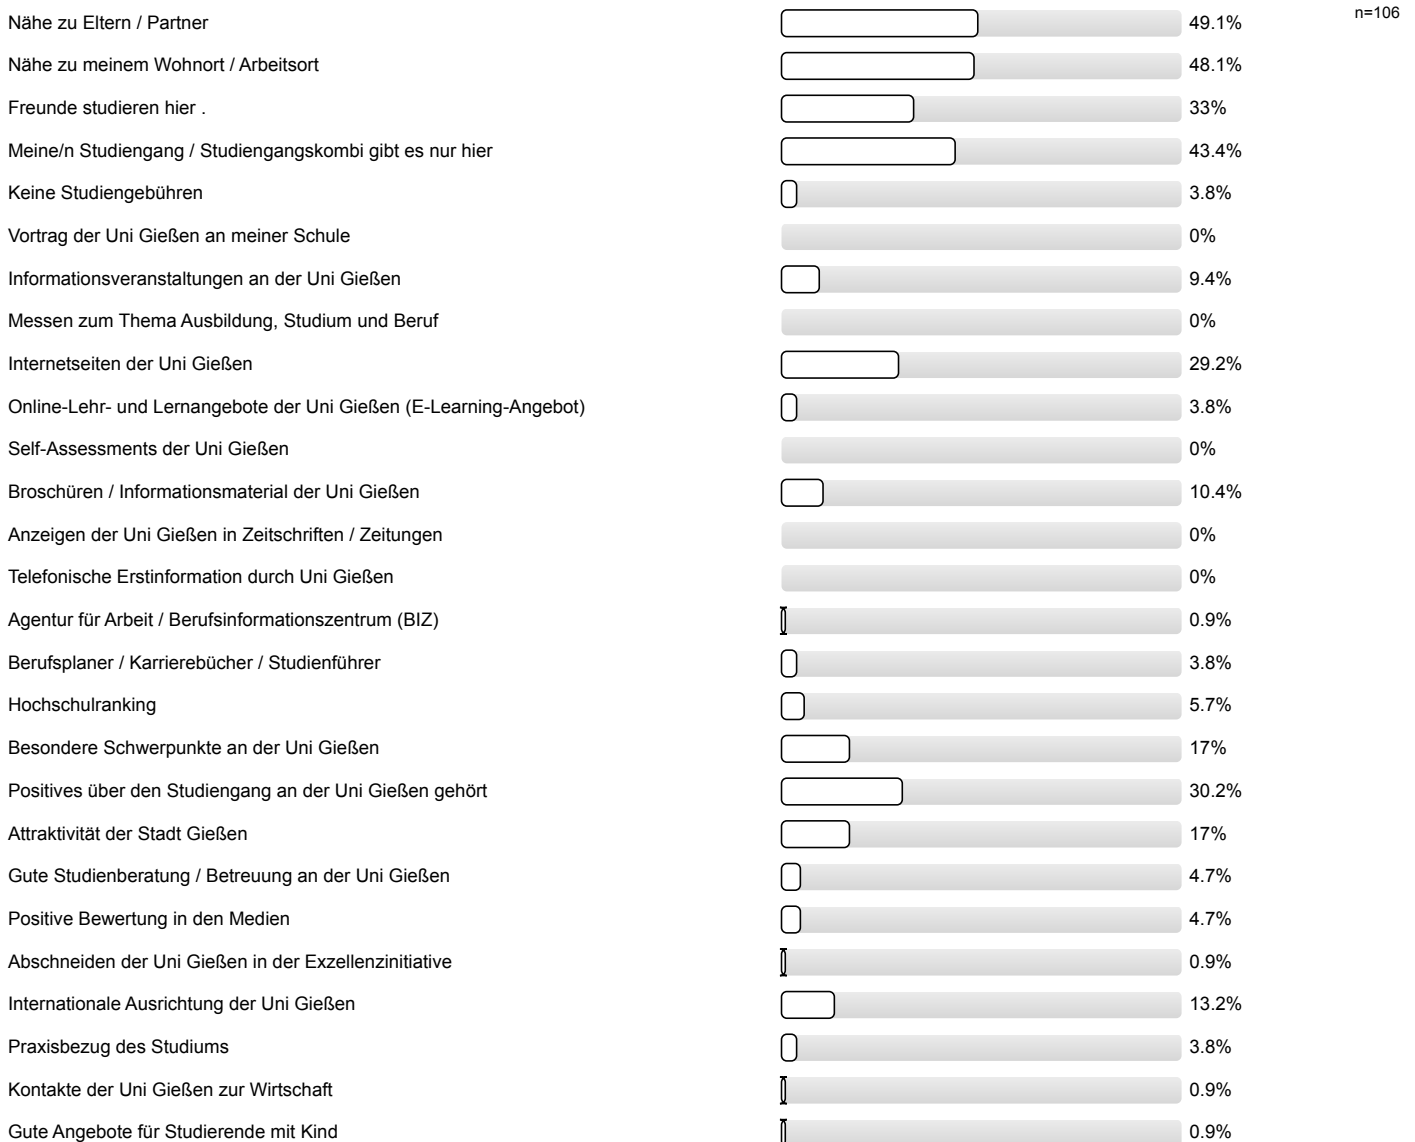 Nähe zu Eltern / Partner 49.1% n=106
Nähe zu meinem Wohnort / Arbeitsort 48.1%
Freunde studieren hier . 33%
Meine/n Studiengang / Studiengangskombi gibt es nur hier 43.4%
Keine Studiengebühren 3.8%
Vortrag der Uni Gießen an meiner Schule 0%
Informationsveranstaltungen an der Uni Gießen 9.4%
Messen zum Thema Ausbildung, Studium und Beruf 0%
Internetseiten der Uni Gießen 29.2%
Online-Lehr- und Lernangebote der Uni Gießen (E-Learning-Angebot) 3.8%
Self-Assessments der Uni Gießen 0%
Broschüren / Informationsmaterial der Uni Gießen 10.4%
Anzeigen der Uni Gießen in Zeitschriften / Zeitungen 0%
Telefonische Erstinformation durch Uni Gießen 0%
Agentur für Arbeit / Berufsinformationszentrum (BIZ) 0.9%
Berufsplaner / Karrierebücher / Studienführer 3.8%
Hochschulranking 5.7%
Besondere Schwerpunkte an der Uni Gießen 17%
Positives über den Studiengang an der Uni Gießen gehört 30.2%
Attraktivität der Stadt Gießen 17%
Gute Studienberatung / Betreuung an der Uni Gießen 4.7%
Positive Bewertung in den Medien 4.7%
Abschneiden der Uni Gießen in der Exzellenzinitiative 0.9%
Internationale Ausrichtung der Uni Gießen 13.2%
Praxisbezug des Studiums 3.8%
Kontakte der Uni Gießen zur Wirtschaft 0.9%
Gute Angebote für Studierende mit Kind 0.9%